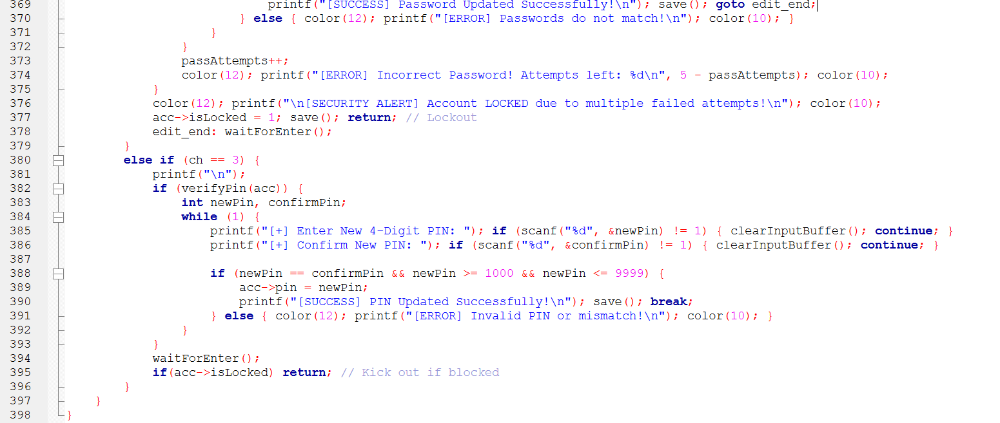 369 printf("[SUCCESS] Password Updated Successfully!\n"); save(); goto edit_end;
370 } else { color(12); printf("[ERROR] Passwords do not match!\n"); color(10); }
371 }
372 }
373 passAttempts++;
374 color(12); printf("[ERROR] Incorrect Password! Attempts left: %d\n", 5 - passAttempts); color(10);
375 }
376 color(12); printf("\n[SECURITY ALERT] Account LOCKED due to multiple failed attempts!\n"); color(10);
377 acc->isLocked = 1; save(); return; // Lockout
378 edit_end: waitForEnter();
379 }
380 else if (ch == 3) {
381 printf("\n");
382 if (verifyPin(acc)) {
383 int newPin, confirmPin;
384 while (1) {
385 printf("[+] Enter New 4-Digit PIN: "); if (scanf("%d", &newPin) != 1) { clearInputBuffer(); continue; }
386 printf("[+] Confirm New PIN: "); if (scanf("%d", &confirmPin) != 1) { clearInputBuffer(); continue; }
387
388 if (newPin == confirmPin && newPin >= 1000 && newPin <= 9999) {
389 acc->pin = newPin;
390 printf("[SUCCESS] PIN Updated Successfully!\n"); save(); break;
391 } else { color(12); printf("[ERROR] Invalid PIN or mismatch!\n"); color(10); }
392 }
393 }
394 waitForEnter();
395 if(acc->isLocked) return; // Kick out if blocked
396 }
397 }
398 }